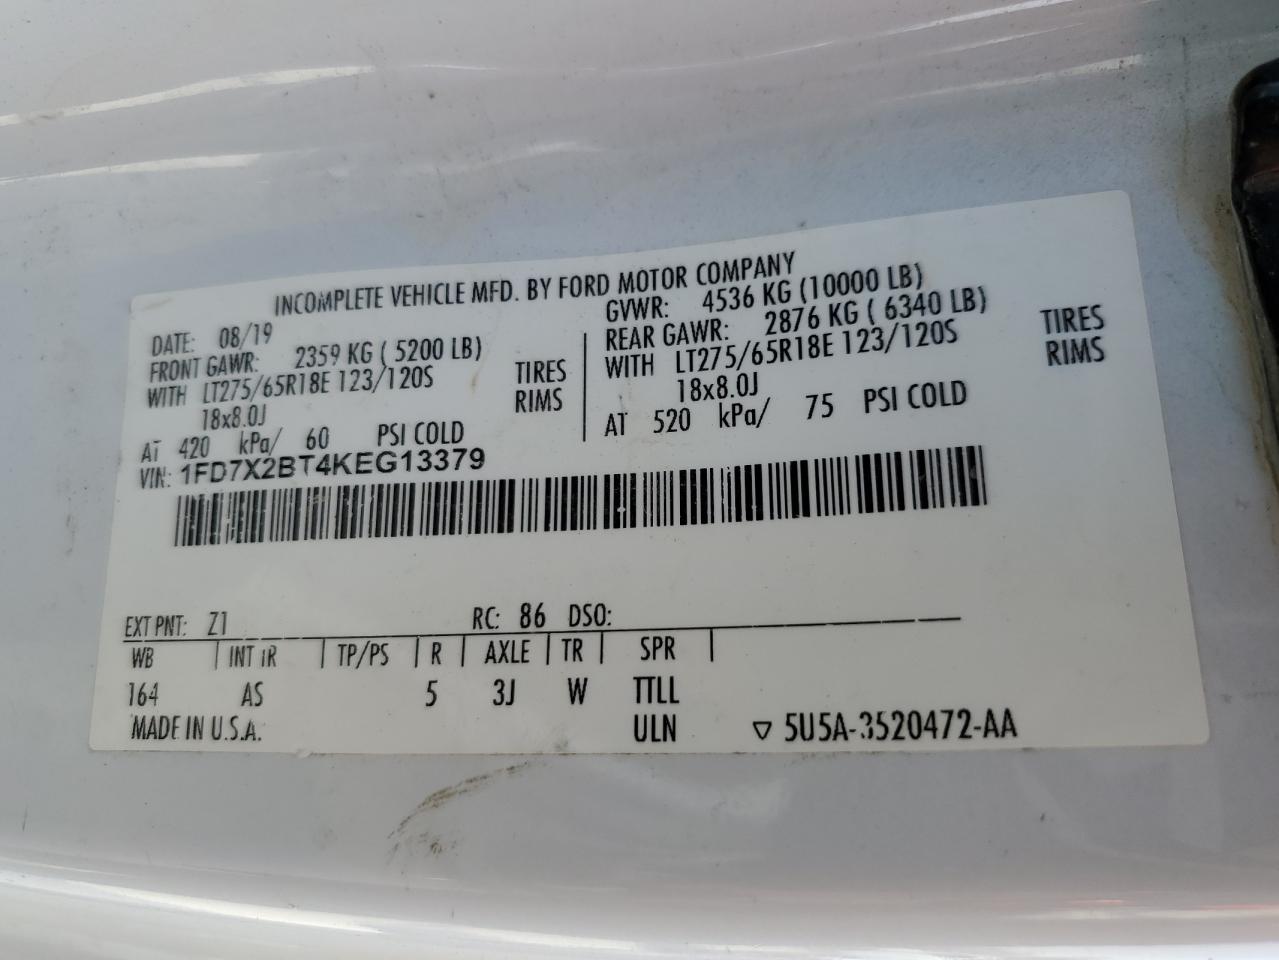 INCOMPLETE VEHICLE MFD. BY FORD MOTOR COMPANY
DATE: 08/19
FRONT GAWR: 2359 KG ( 5200 LB)
WITH LT275/65R18E 123/120S TIRES
18x8.0J RIMS
AT 420 kPa/ 60 PSI COLD
GVWR: 4536 KG (10000 LB)
REAR GAWR: 2876 KG ( 6340 LB)
WITH LT275/65R18E 123/120S TIRES
18x8.0J RIMS
AT 520 kPa/ 75 PSI COLD
VIN: 1FD7X2BT4KEG13379
EXT PNT: Z1 RC: 86 DSO:
WB | INT TR | TP/PS | R | AXLE | TR | SPR |
164 AS 5 3J W TTLL
MADE IN U.S.A. ULN ▽ 5U5A-3520472-AA